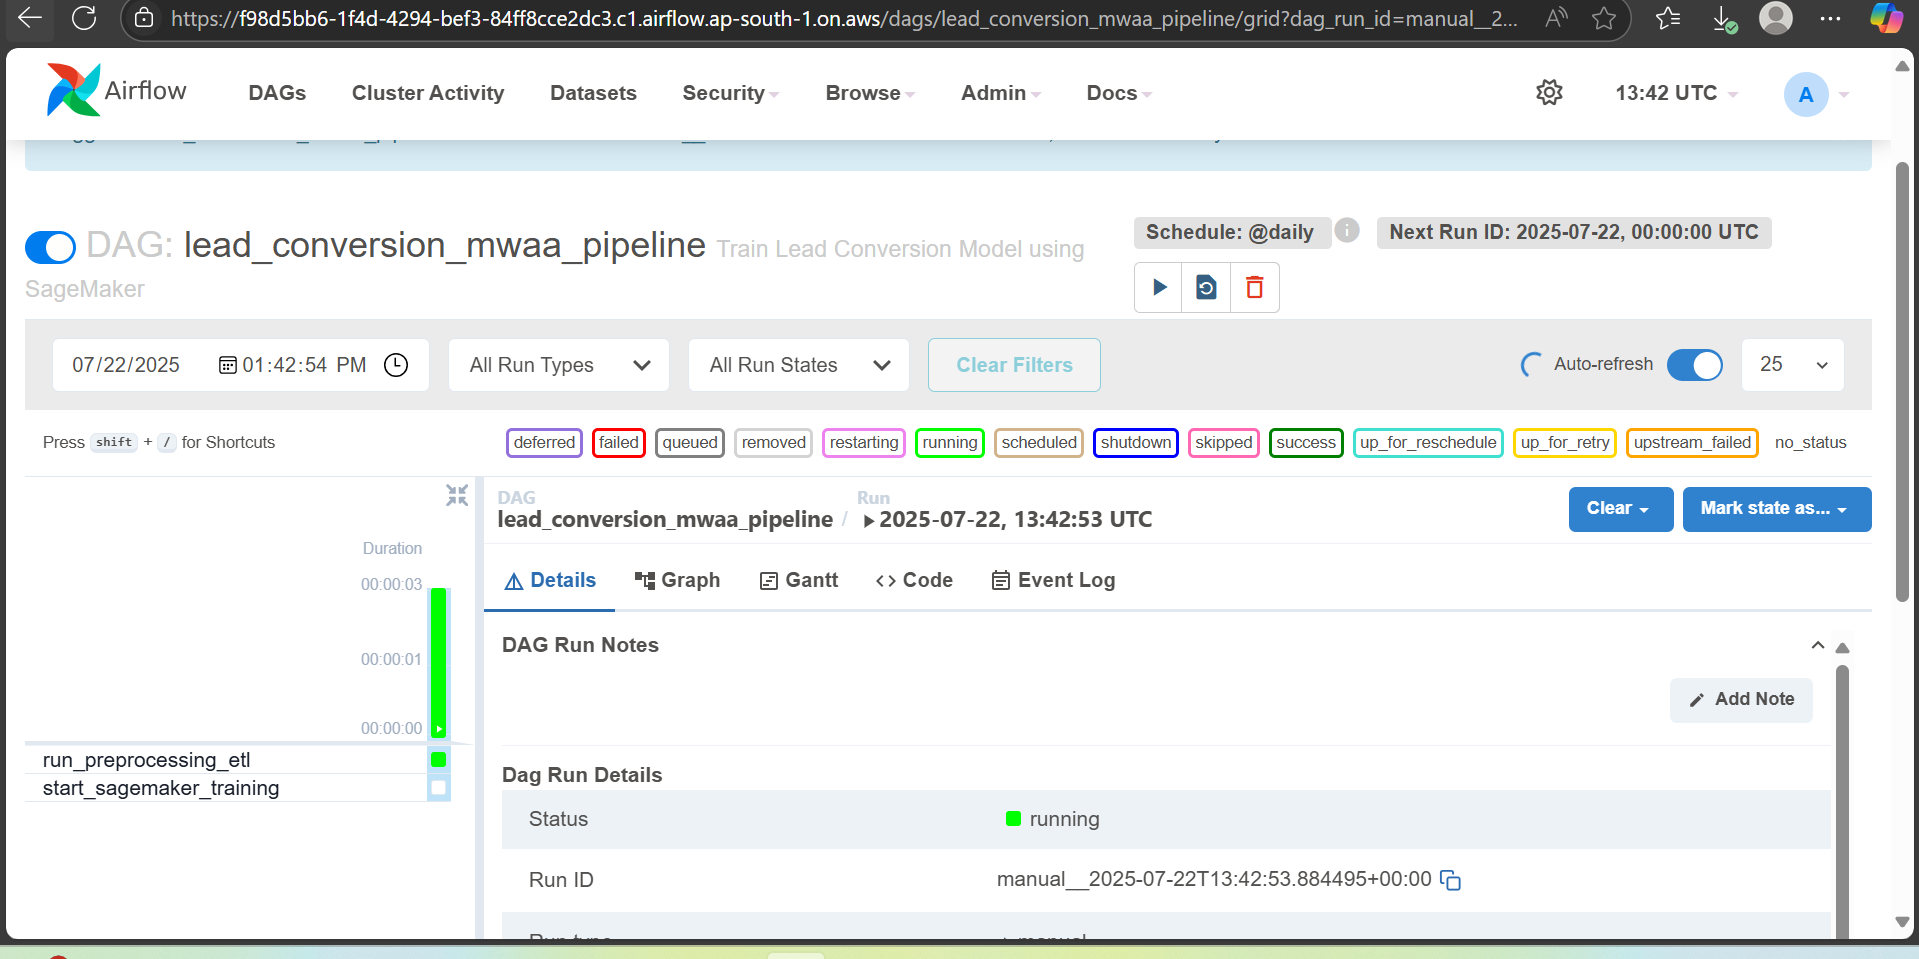 https://f98d5bb6-1f4d-4294-bef3-84ff8cce2dc3.c1.airflow.ap-south-1.on.aws/dags/lead_conversion_mwaa_pipeline/grid?dag_run_id=manual__2...
Airflow
DAGs
Cluster Activity
Datasets
Security
Browse
Admin
Docs
13:42 UTC
A
DAG: lead_conversion_mwaa_pipeline Train Lead Conversion Model using
SageMaker
Schedule: @daily
Next Run ID: 2025-07-22, 00:00:00 UTC
07/22/2025 01:42:54 PM
All Run Types
All Run States
Clear Filters
Auto-refresh
25
Press shift + / for Shortcuts
deferred
failed
queued
removed
restarting
running
scheduled
shutdown
skipped
success
up_for_reschedule
up_for_retry
upstream_failed
no_status
Duration
00:00:03
00:00:01
00:00:00
run_preprocessing_etl
start_sagemaker_training
DAG
lead_conversion_mwaa_pipeline /
Run
2025-07-22, 13:42:53 UTC
Clear
Mark state as...
Details
Graph
Gantt
Code
Event Log
DAG Run Notes
Add Note
Dag Run Details
Status
running
Run ID
manual__2025-07-22T13:42:53.884495+00:00